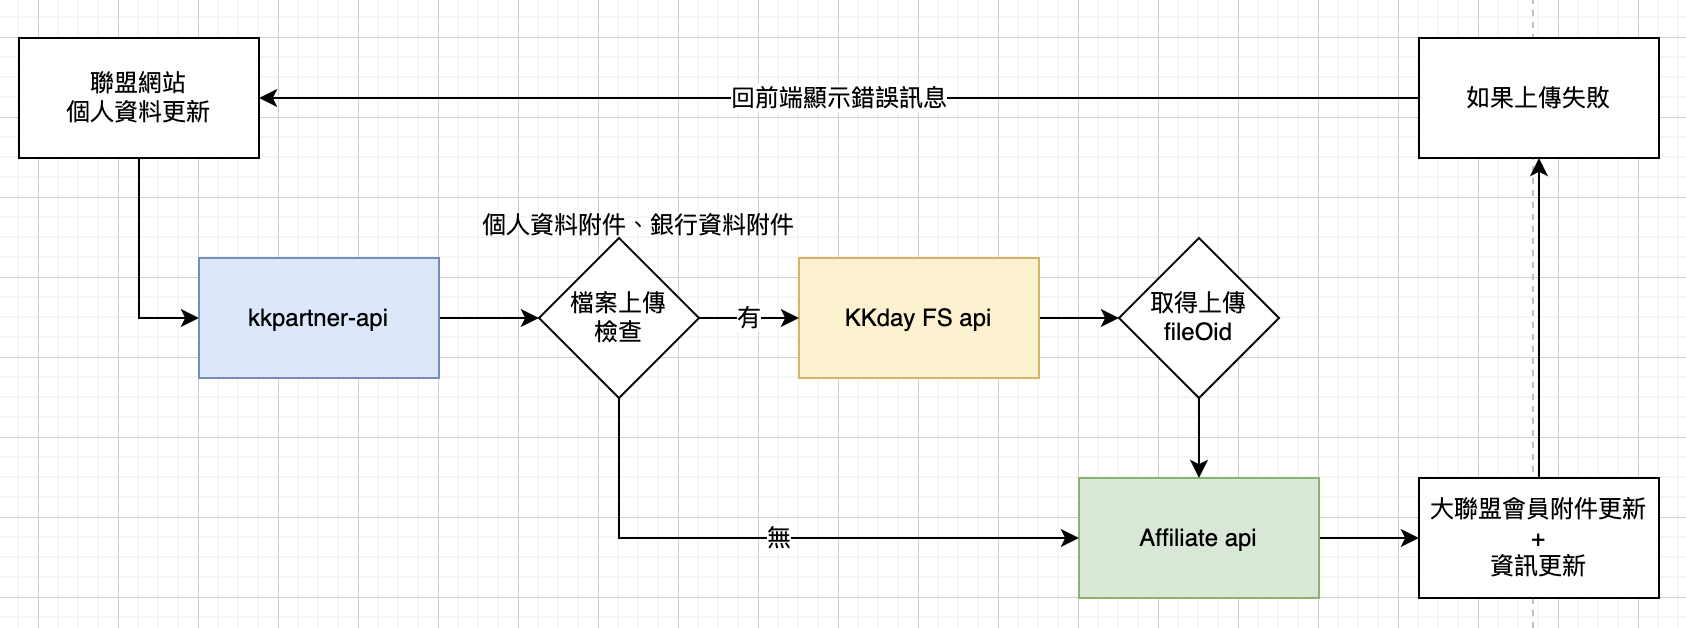 聯盟網站
個人資料更新
回前端顯示錯誤訊息
如果上傳失敗
個人資料附件、銀行資料附件
kkpartner-api
檔案上傳
檢查
有
KKday FS api
取得上傳
fileOid
無
Affiliate api
大聯盟會員附件更新
+
資訊更新